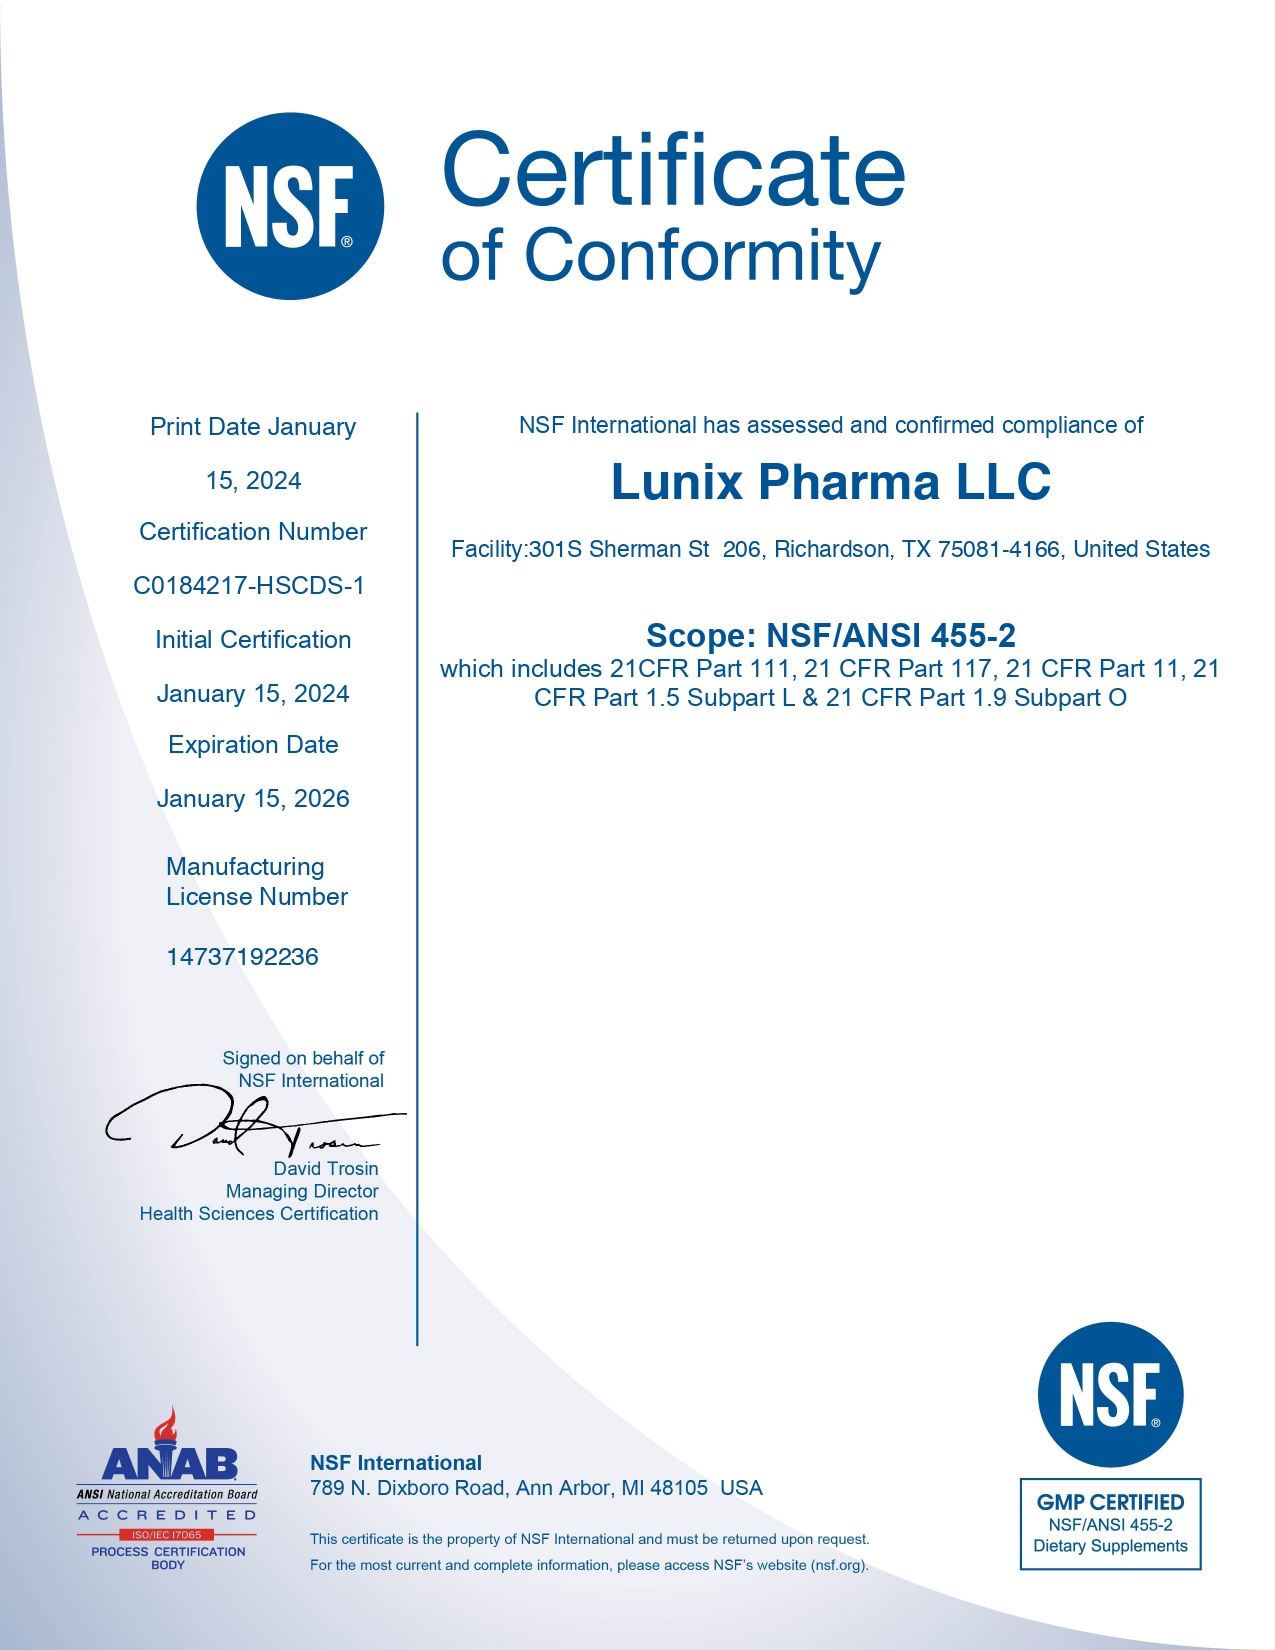 NSF®
Certificate
of Conformity
Print Date January
15, 2024
Certification Number
C0184217-HSCDS-1
Initial Certification
January 15, 2024
Expiration Date
January 15, 2026
Manufacturing
License Number
14737192236
Signed on behalf of
NSF International
David Trosin
David Trosin
Managing Director
Health Sciences Certification
NSF International has assessed and confirmed compliance of
Lunix Pharma LLC
Facility:301S Sherman St  206, Richardson, TX 75081-4166, United States
Scope: NSF/ANSI 455-2
which includes 21CFR Part 111, 21 CFR Part 117, 21 CFR Part 11, 21
CFR Part 1.5 Subpart L & 21 CFR Part 1.9 Subpart O
ANAB
ANSI National Accreditation Board
ACCREDITED
ISO/IEC 17065
PROCESS CERTIFICATION
BODY
NSF International
789 N. Dixboro Road, Ann Arbor, MI 48105  USA
This certificate is the property of NSF International and must be returned upon request.
For the most current and complete information, please access NSF's website (nsf.org).
NSF®
GMP CERTIFIED
NSF/ANSI 455-2
Dietary Supplements